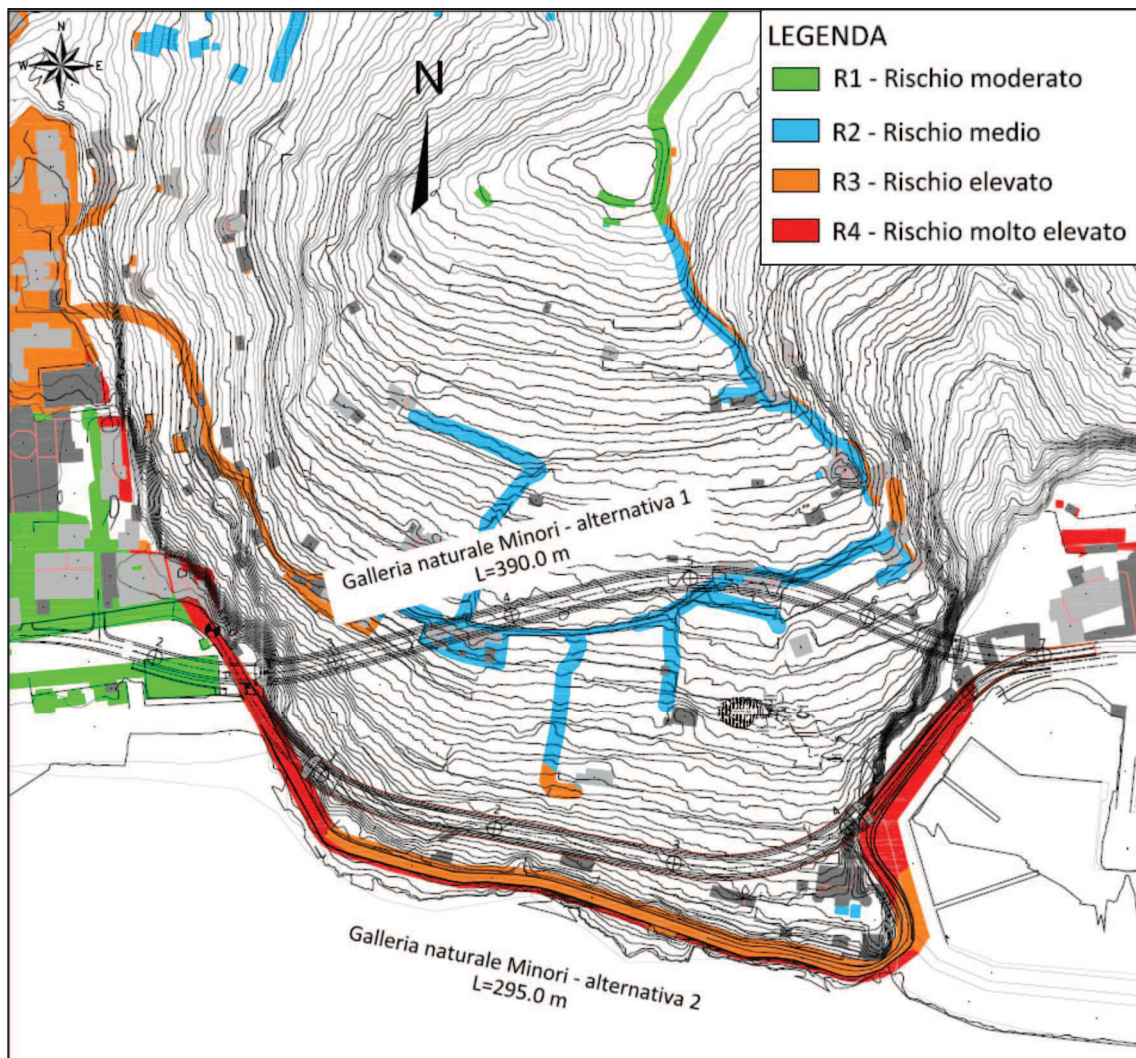 N
W E
S
N
LEGENDA
R1 - Rischio moderato
R2 - Rischio medio
R3 - Rischio elevato
R4 - Rischio molto elevato
Galleria naturale Minori - alternativa 1
L=390.0 m
Galleria naturale Minori - alternativa 2
L=295.0 m